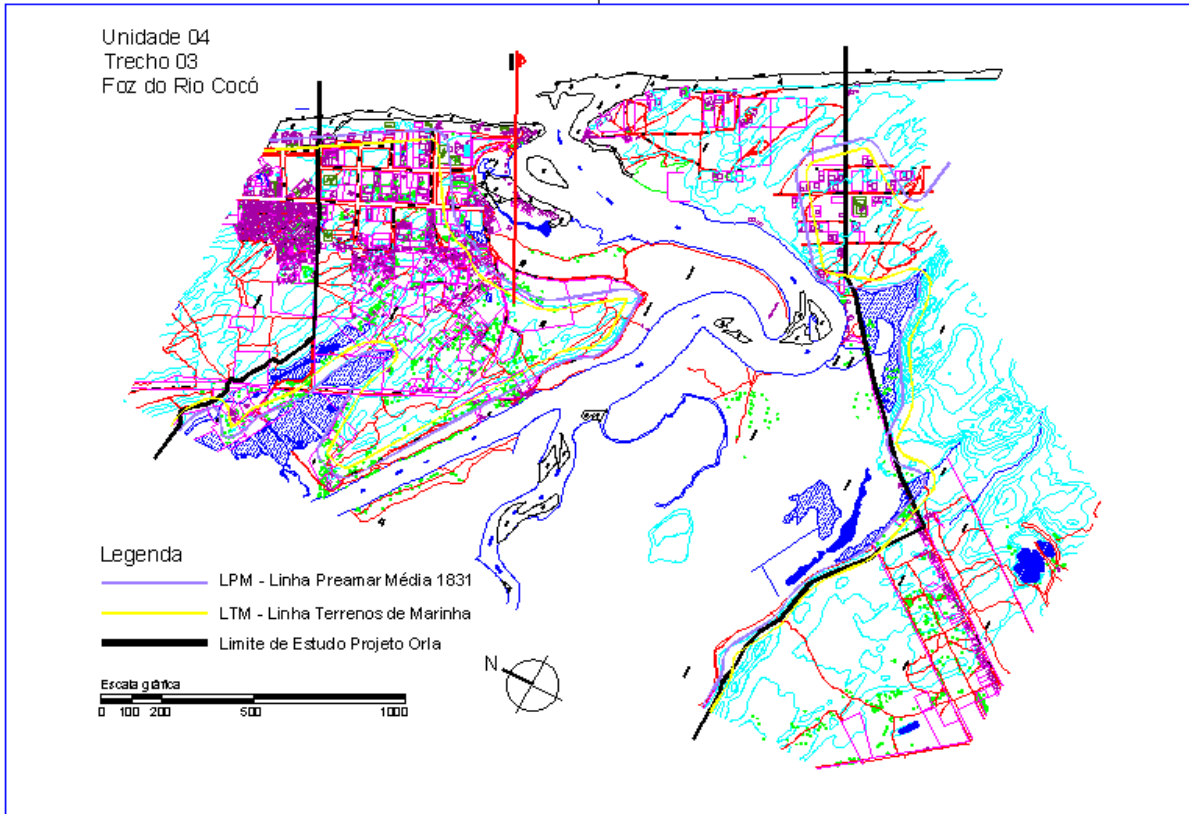 Unidade 04
Trecho 03
Foz do Rio Cocó
Legenda
LPM - Linha Preamar Média 1831
LTM - Linha Terrenos de Marinha
Limite de Estudo Projeto Orla
N
Escala gráfica
0 100 200 500 1000